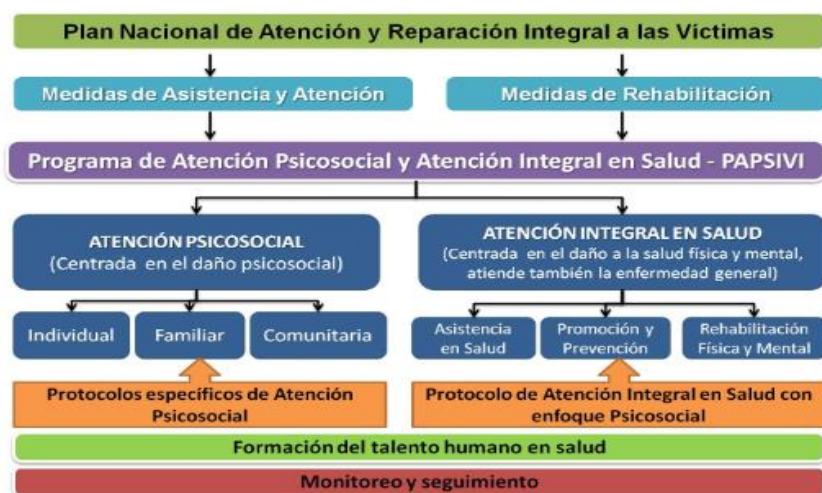 Plan Nacional de Atención y Reparación Integral a las Víctimas
Medidas de Asistencia y Atención
Medidas de Rehabilitación
Programa de Atención Psicosocial y Atención Integral en Salud - PAPSIVI
ATENCIÓN PSICOSOCIAL
(Centrada en el daño psicosocial)
ATENCIÓN INTEGRAL EN SALUD
(Centrada en el daño a la salud física y mental,
atiende también la enfermedad general)
Individual
Familiar
Comunitaria
Asistencia
en Salud
Promoción y
Prevención
Rehabilitación
Física y Mental
Protocolos específicos de Atención
Psicosocial
Protocolo de Atención Integral en Salud con
enfoque Psicosocial
Formación del talento humano en salud
Monitoreo y seguimiento